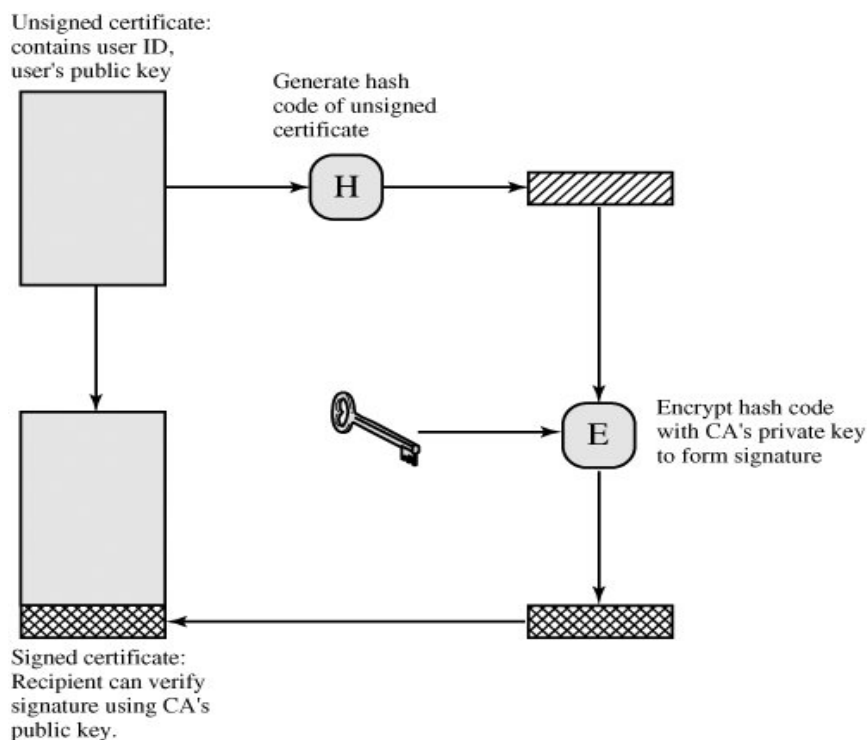 Unsigned certificate:
contains user ID,
user's public key
Generate hash
code of unsigned
certificate
H
E
Encrypt hash code
with CA's private key
to form signature
Signed certificate:
Recipient can verify
signature using CA's
public key.